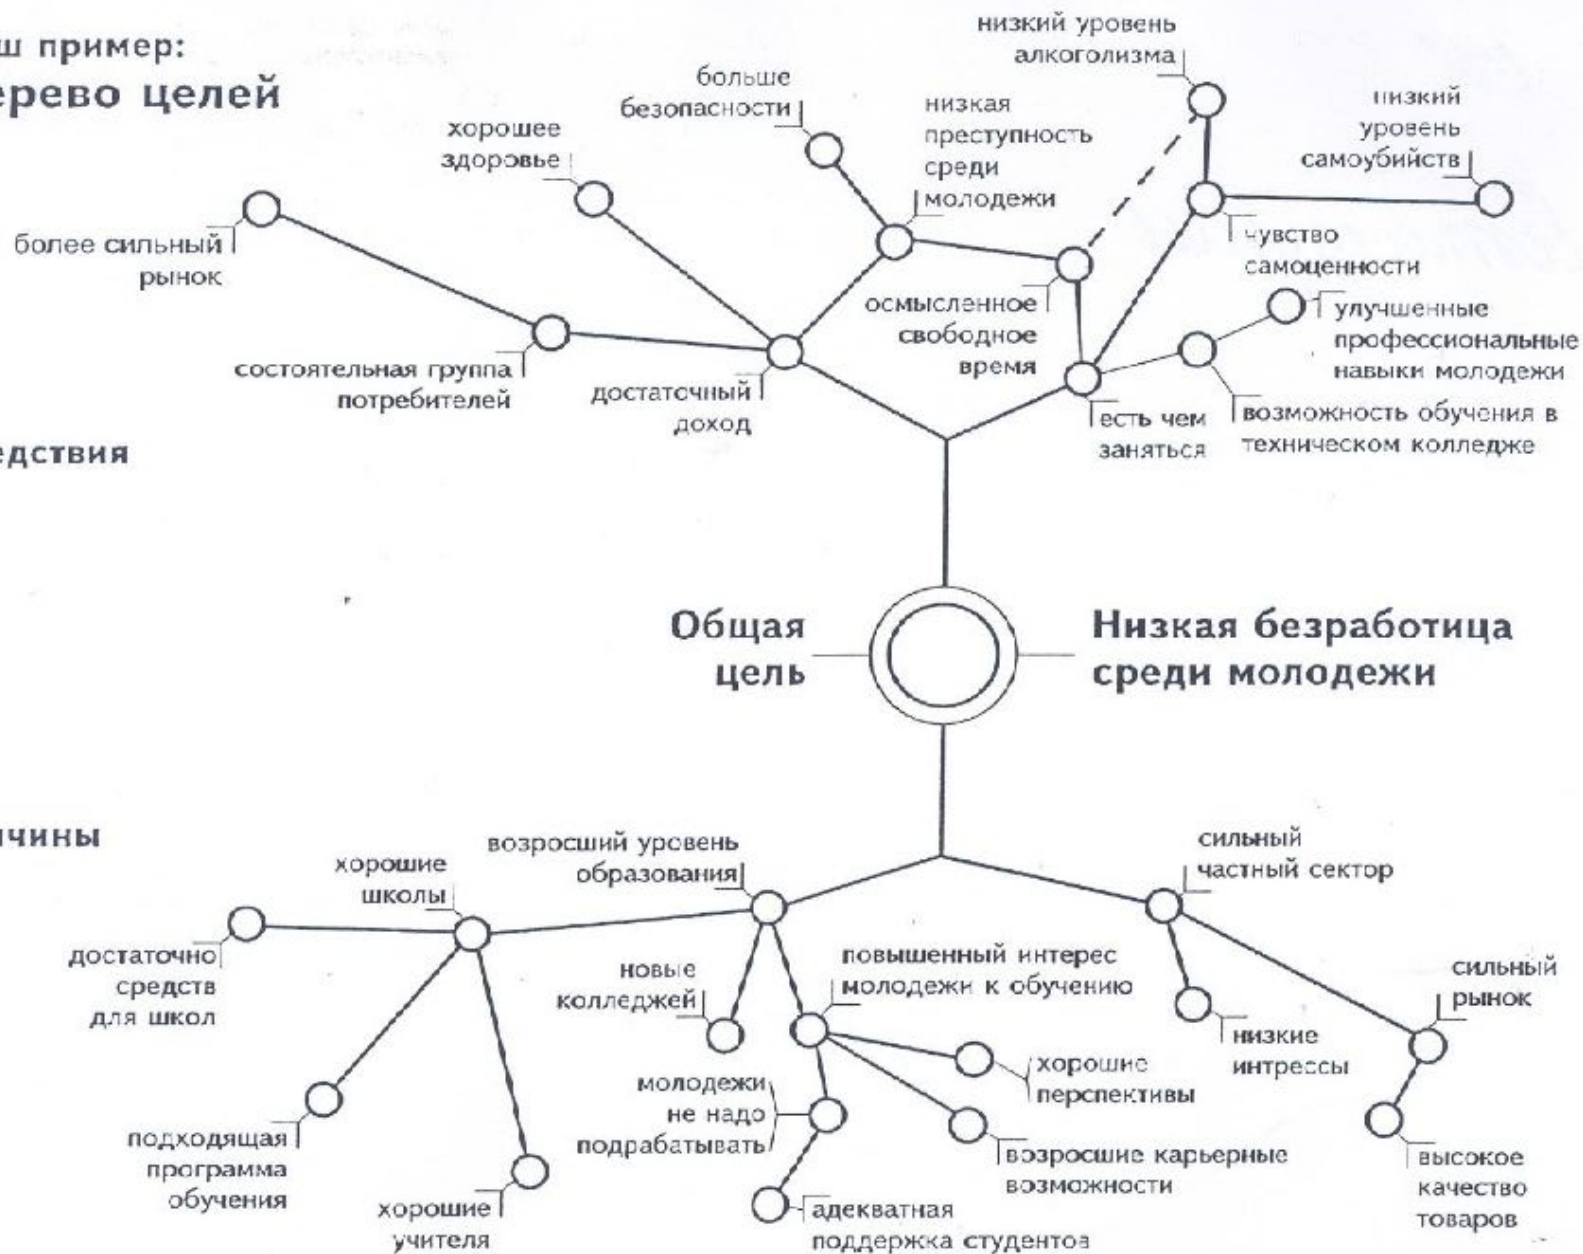 ш пример:
ерево целей
низкий уровень
алкоголизма
больше
безопасности
низкая
преступность
среди
молодежи
низкий
уровень
самоубийств
хорошее
здоровье
более сильный
рынок
чувство
самоценности
осмысленное
свободное
время
улучшенные
профессиональные
навыки молодежи
состоятельная группа
потребителей
достаточный
доход
есть чем
заняться
возможность обучения в
техническом колледже
едствия
Общая
цель
Низкая безработица
среди молодежи
чины
возросший уровень
образования
сильный
частный сектор
хорошие
школы
достаточно
средств
для школ
новые
колледжей
повышенный интерес
молодежи к обучению
сильный
рынок
низкие
интрессы
хорошие
перспективы
молодежи
не надо
подрабатывать
подходящая
программа
обучения
возросшие карьерные
возможности
высокое
качество
товаров
хорошие
учителя
адекватная
поддержка студентов